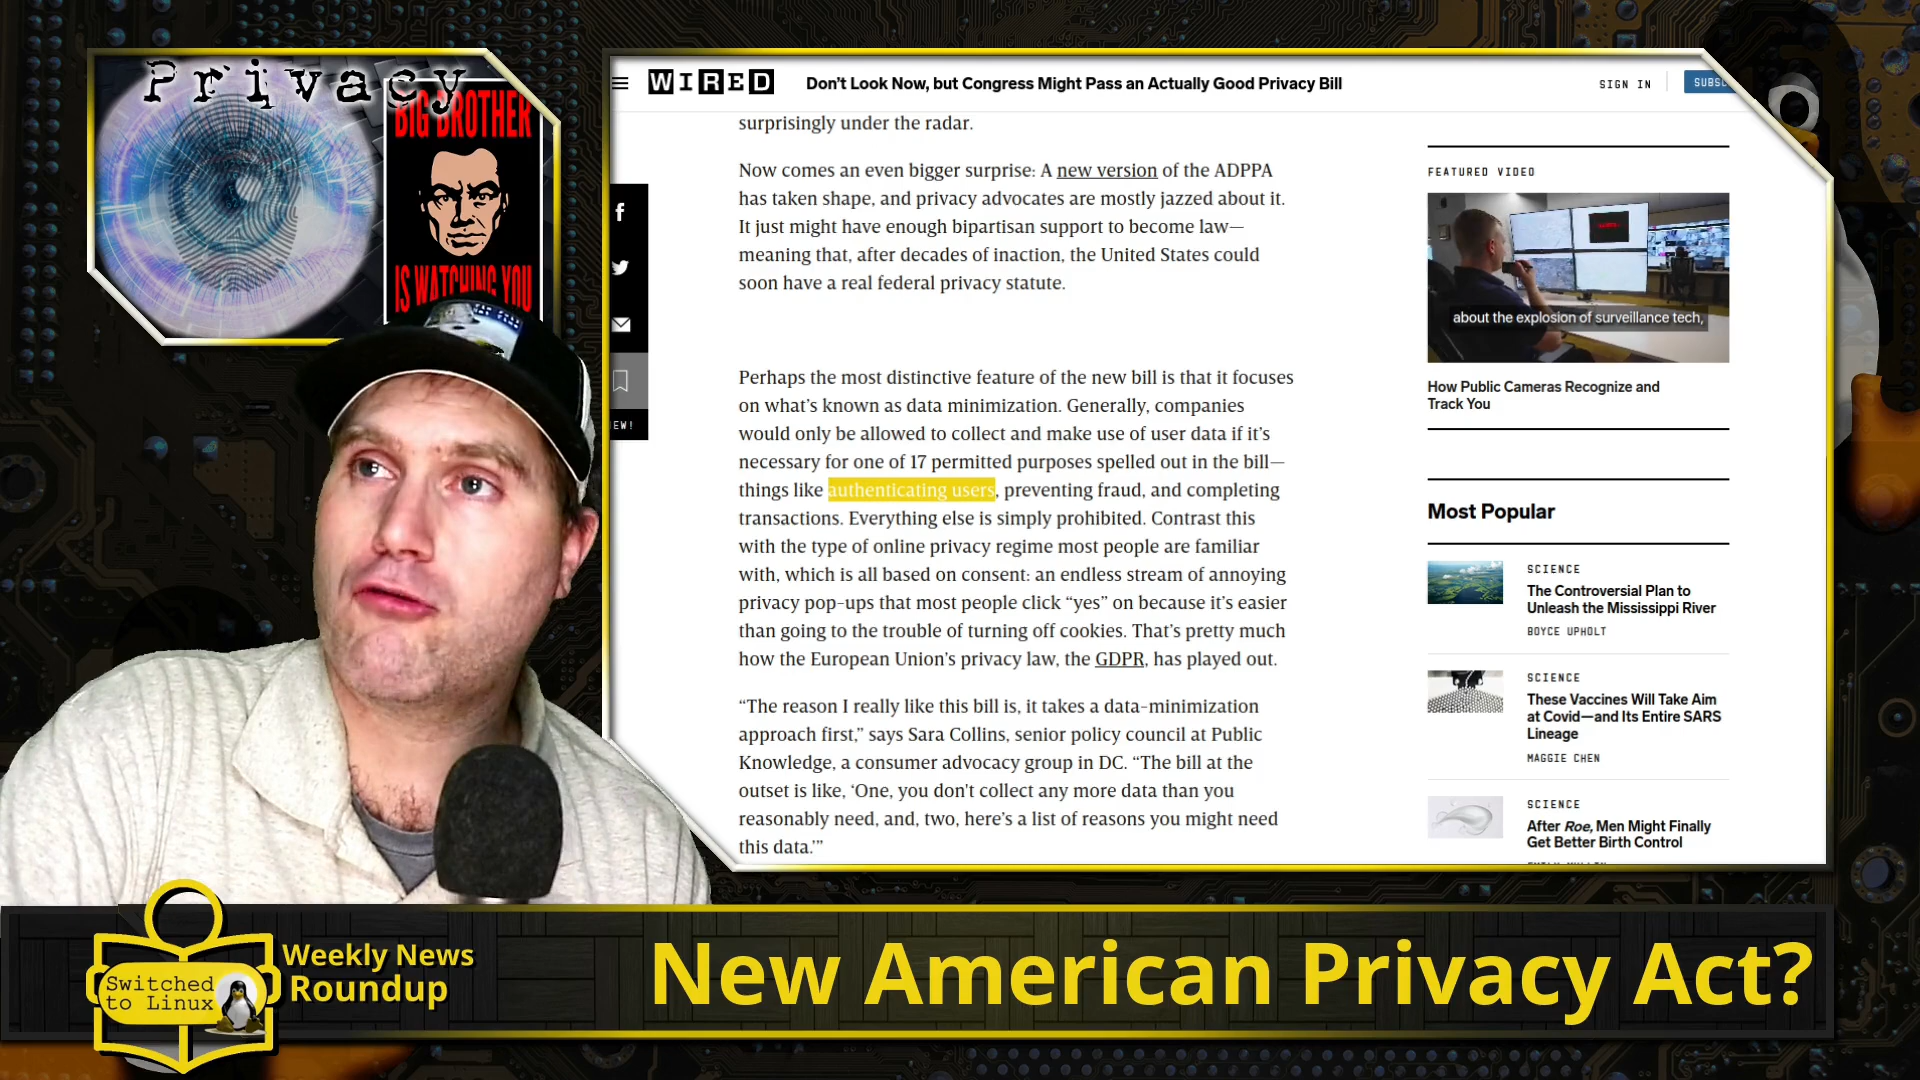 Privacy
BIG BROTHER
IS WATCHING YOU
WIRED
Don't Look Now, but Congress Might Pass an Actually Good Privacy Bill
SIGN IN
surprisingly under the radar.
Now comes an even bigger surprise: A new version of the ADPPA
has taken shape, and privacy advocates are mostly jazzed about it.
It just might have enough bipartisan support to become law—
meaning that, after decades of inaction, the United States could
soon have a real federal privacy statute.
Perhaps the most distinctive feature of the new bill is that it focuses
on what's known as data minimization. Generally, companies
would only be allowed to collect and make use of user data if it's
necessary for one of 17 permitted purposes spelled out in the bill—
things like authenticating users, preventing fraud, and completing
transactions. Everything else is simply prohibited. Contrast this
with the type of online privacy regime most people are familiar
with, which is all based on consent: an endless stream of annoying
privacy pop-ups that most people click “yes” on because it's easier
than going to the trouble of turning off cookies. That's pretty much
how the European Union's privacy law, the GDPR, has played out.
“The reason I really like this bill is, it takes a data-minimization
approach first,” says Sara Collins, senior policy council at Public
Knowledge, a consumer advocacy group in DC. “The bill at the
outset is like, ‘One, you don't collect any more data than you
reasonably need, and, two, here's a list of reasons you might need
this data.’”
FEATURED VIDEO
about the explosion of surveillance tech,
How Public Cameras Recognize and
Track You
Most Popular
SCIENCE
The Controversial Plan to
Unleash the Mississippi River
BOYCE UPHOLT
SCIENCE
These Vaccines Will Take Aim
at Covid—and Its Entire SARS
Lineage
MAGGIE CHEN
SCIENCE
After Roe, Men Might Finally
Get Better Birth Control
Switched
to Linux
Weekly News
Roundup
New American Privacy Act?